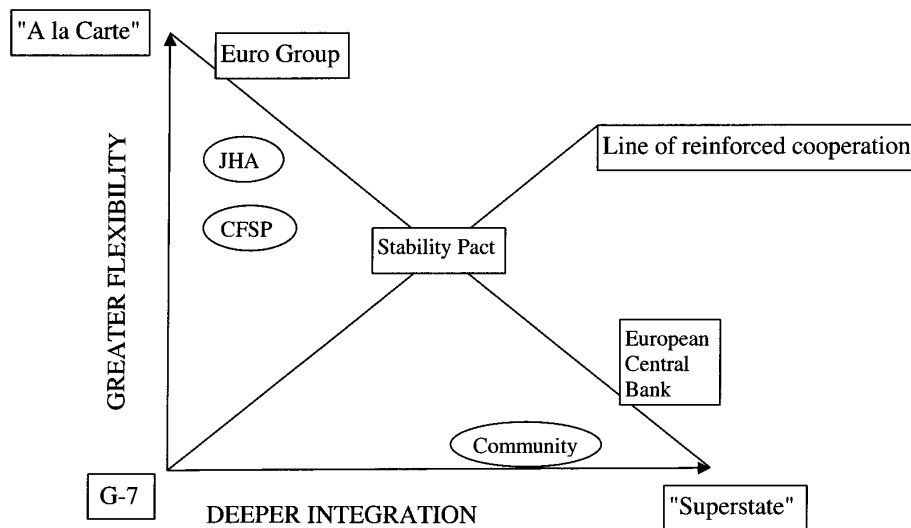 "A la Carte"
Euro Group
Line of reinforced cooperation
JHA
CFSP
GREATER FLEXIBILITY
Stability Pact
European
Central
Bank
Community
G-7
DEEPER INTEGRATION
"Superstate"